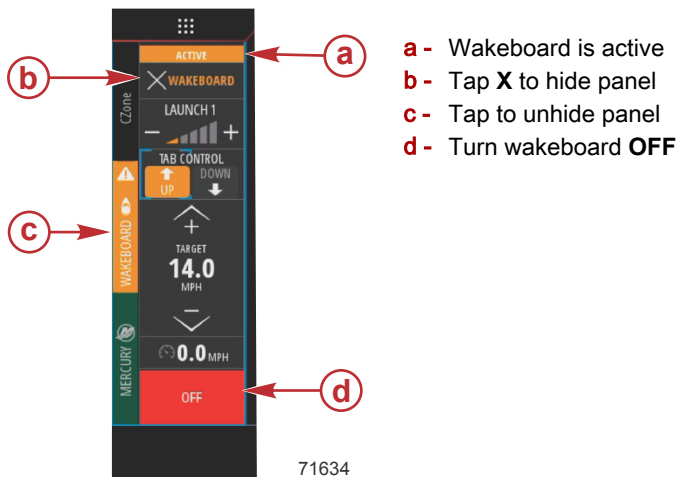 ACTIVE
WAKEBOARD
LAUNCH 1
− +
TAB CONTROL
UP
DOWN
+
TARGET
14.0
MPH
−
0.0 MPH
OFF
CZone
WAKEBOARD
MERCURY
a
b
c
d
a - Wakeboard is active
b - Tap X to hide panel
c - Tap to unhide panel
d - Turn wakeboard OFF
71634